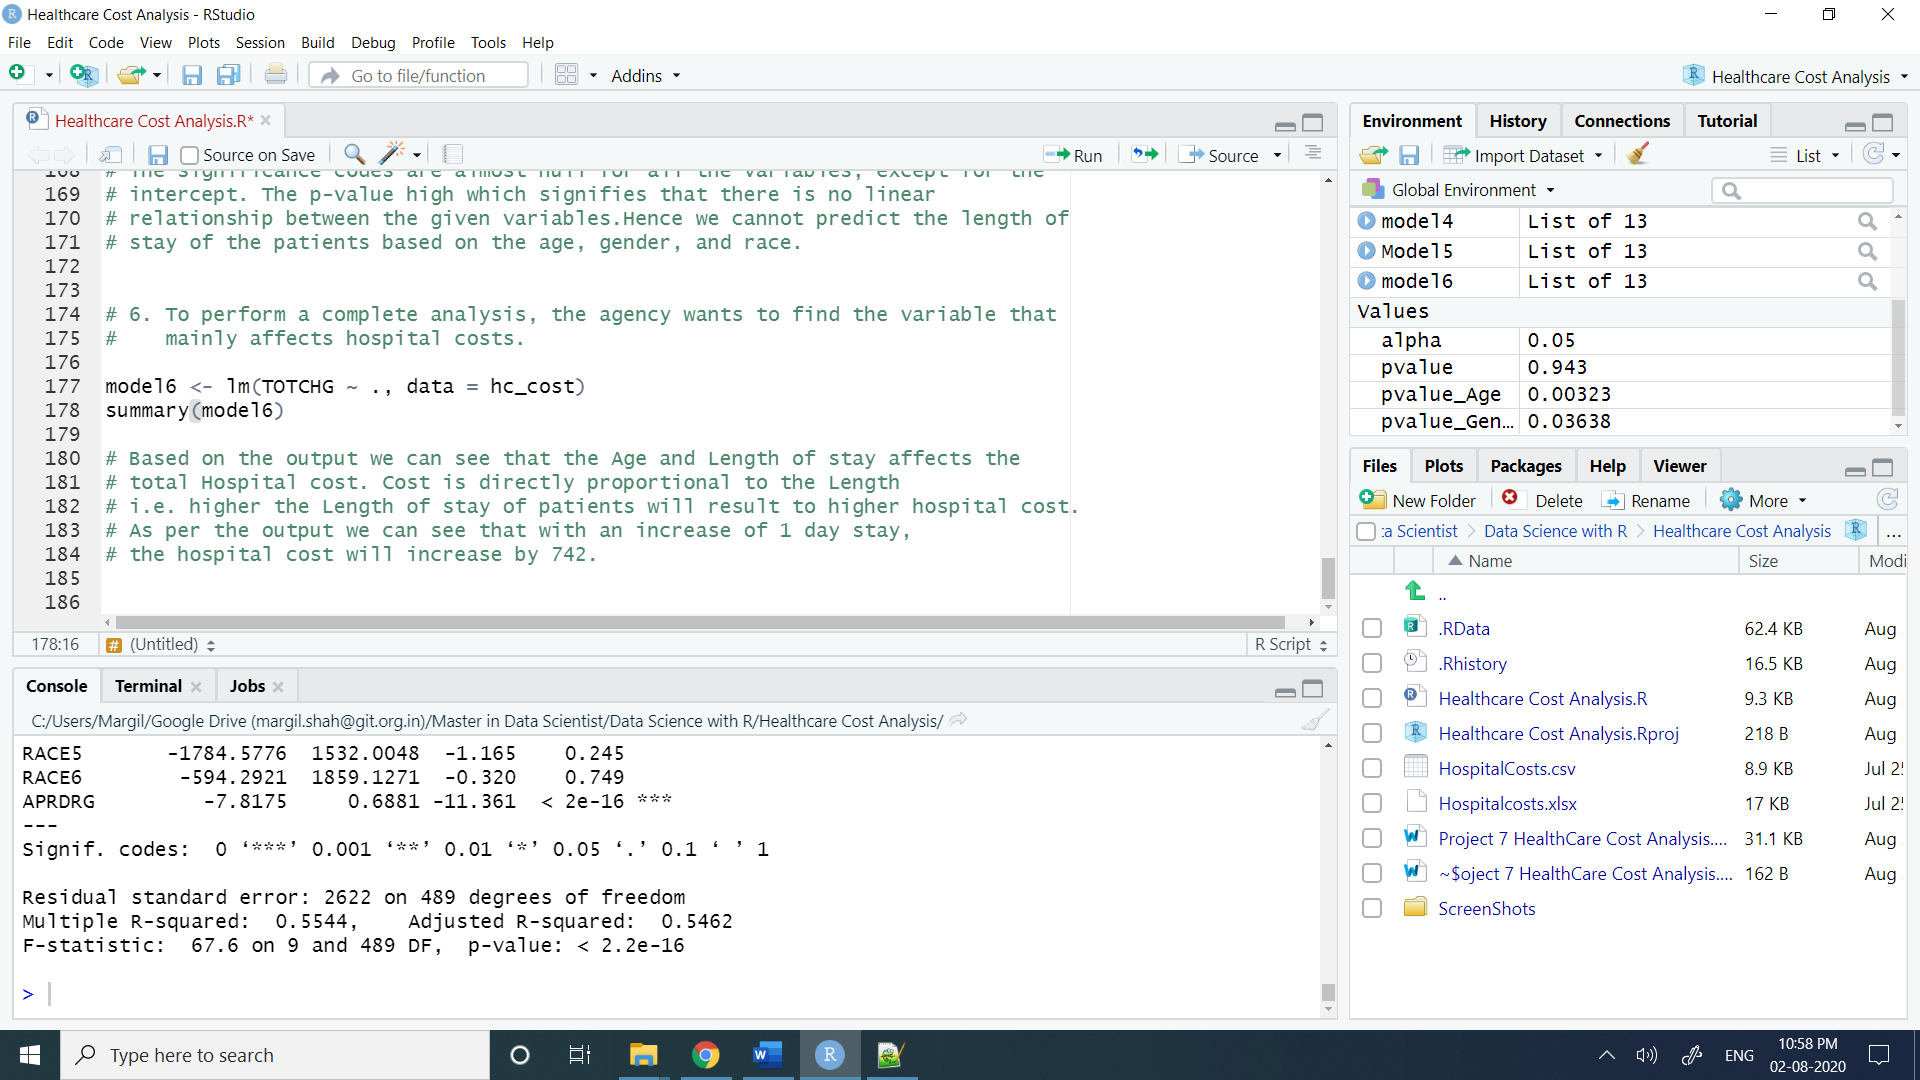 Healthcare Cost Analysis - RStudio
File Edit Code View Plots Session Build Debug Profile Tools Help
Go to file/function Addins Healthcare Cost Analysis
Healthcare Cost Analysis.R*
Source on Save Run Source
168 # The significance codes are almost null for all the variables, except for the
169 # intercept. The p-value high which signifies that there is no linear
170 # relationship between the given variables.Hence we cannot predict the length of
171 # stay of the patients based on the age, gender, and race.
172
173
174 # 6. To perform a complete analysis, the agency wants to find the variable that
175 # mainly affects hospital costs.
176
177 model6 <- lm(TOTCHG ~ ., data = hc_cost)
178 summary(model6)
179
180 # Based on the output we can see that the Age and Length of stay affects the
181 # total Hospital cost. Cost is directly proportional to the Length
182 # i.e. higher the Length of stay of patients will result to higher hospital cost.
183 # As per the output we can see that with an increase of 1 day stay,
184 # the hospital cost will increase by 742.
185
186
178:16 # (Untitled) R Script
Console Terminal Jobs
C:/Users/Margil/Google Drive (margil.shah@git.org.in)/Master in Data Scientist/Data Science with R/Healthcare Cost Analysis/
RACE5 -1784.5776 1532.0048 -1.165 0.245
RACE6 -594.2921 1859.1271 -0.320 0.749
APRDRG -7.8175 0.6881 -11.361 < 2e-16 ***
---
Signif. codes: 0 ‘***’ 0.001 ‘**’ 0.01 ‘*’ 0.05 ‘.’ 0.1 ‘ ’ 1
Residual standard error: 2622 on 489 degrees of freedom
Multiple R-squared: 0.5544, Adjusted R-squared: 0.5462
F-statistic: 67.6 on 9 and 489 DF, p-value: < 2.2e-16
>
Environment History Connections Tutorial
Import Dataset List
Global Environment
model4 List of 13
Model5 List of 13
model6 List of 13
Values
alpha 0.05
pvalue 0.943
pvalue_Age 0.00323
pvalue_Gen… 0.03638
Files Plots Packages Help Viewer
New Folder Delete Rename More
:a Scientist Data Science with R Healthcare Cost Analysis ...
Name Size Modi
..
.RData 62.4 KB Aug
.Rhistory 16.5 KB Aug
Healthcare Cost Analysis.R 9.3 KB Aug
Healthcare Cost Analysis.Rproj 218 B Aug
HospitalCosts.csv 8.9 KB Jul 2
Hospitalcosts.xlsx 17 KB Jul 2
Project 7 HealthCare Cost Analysis.... 31.1 KB Aug
~$oject 7 HealthCare Cost Analysis.... 162 B Aug
ScreenShots
Type here to search
ENG 10:58 PM
02-08-2020